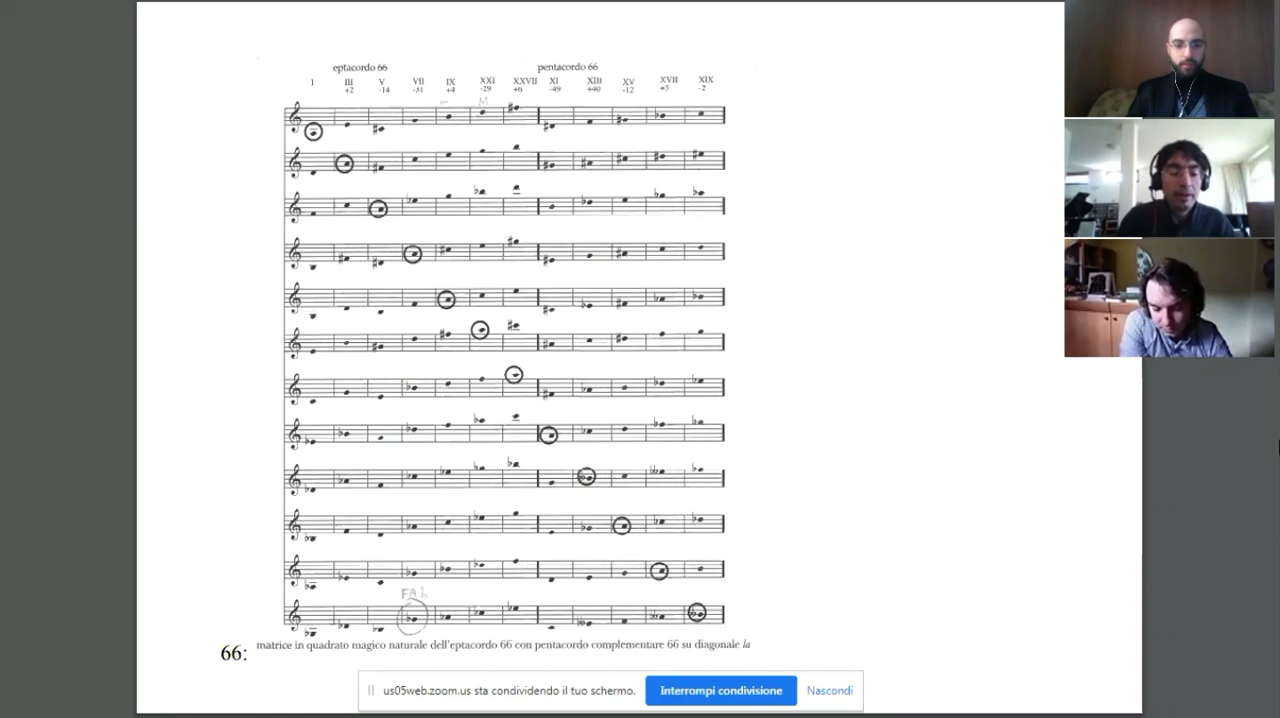 eptacordo 66 pentacordo 66
I III V VII IX XXI XXVII XI XIII XV XVII XIX
+2 -14 -31 +4 -29 +6 -49 +40 -12 +5 -2
M
FA b
66: matrice in quadrato magico naturale dell'eptacordo 66 con pentacordo complementare 66 su diagonale la
us05web.zoom.us sta condividendo il tuo schermo. Interrompi condivisione Nascondi